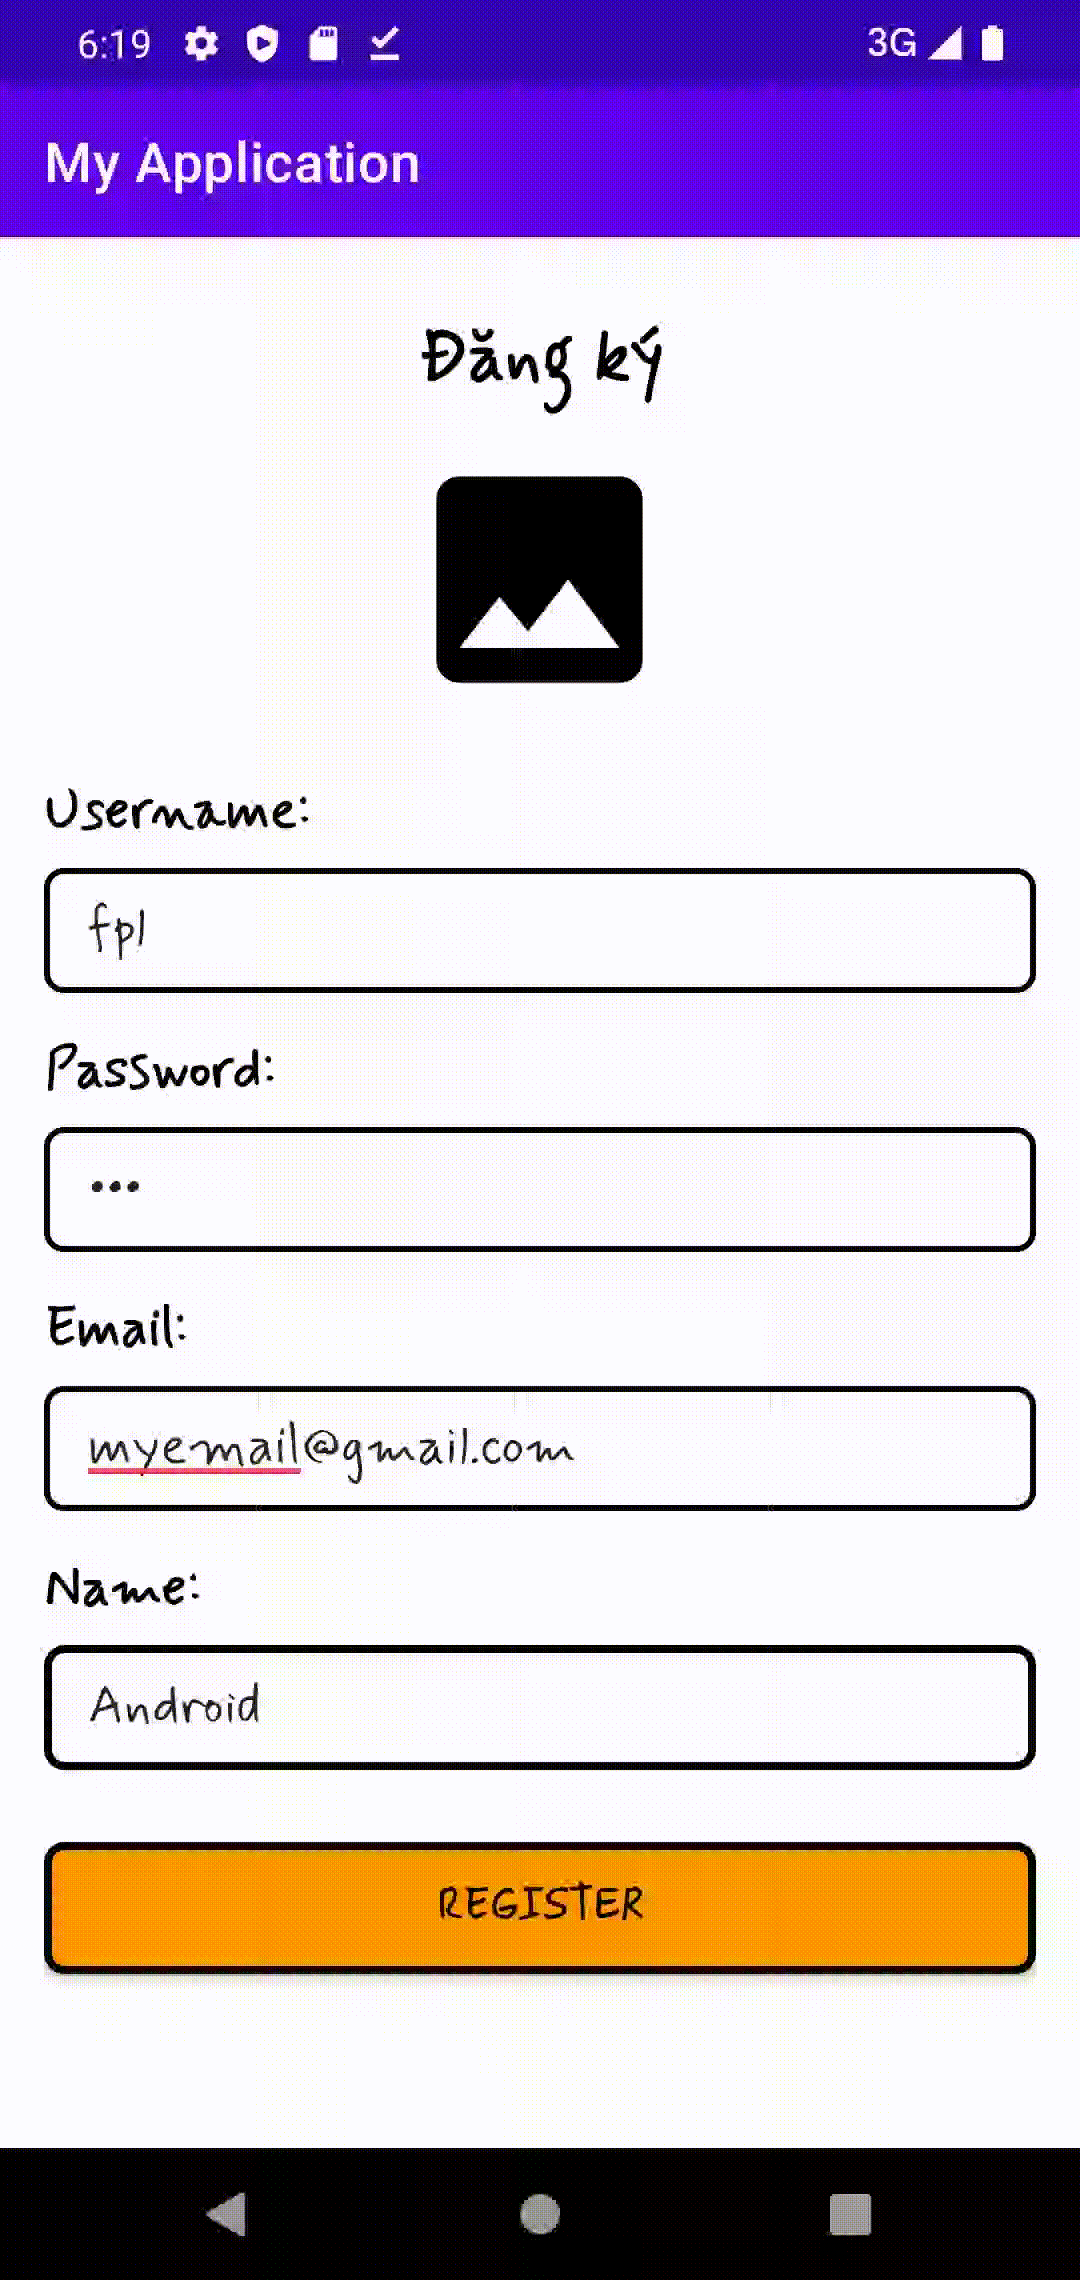 6:19 3G
My Application
Đăng ký
Username:
fpl
Password:
•••
Email:
myemail@gmail.com
Name:
Android
REGISTER